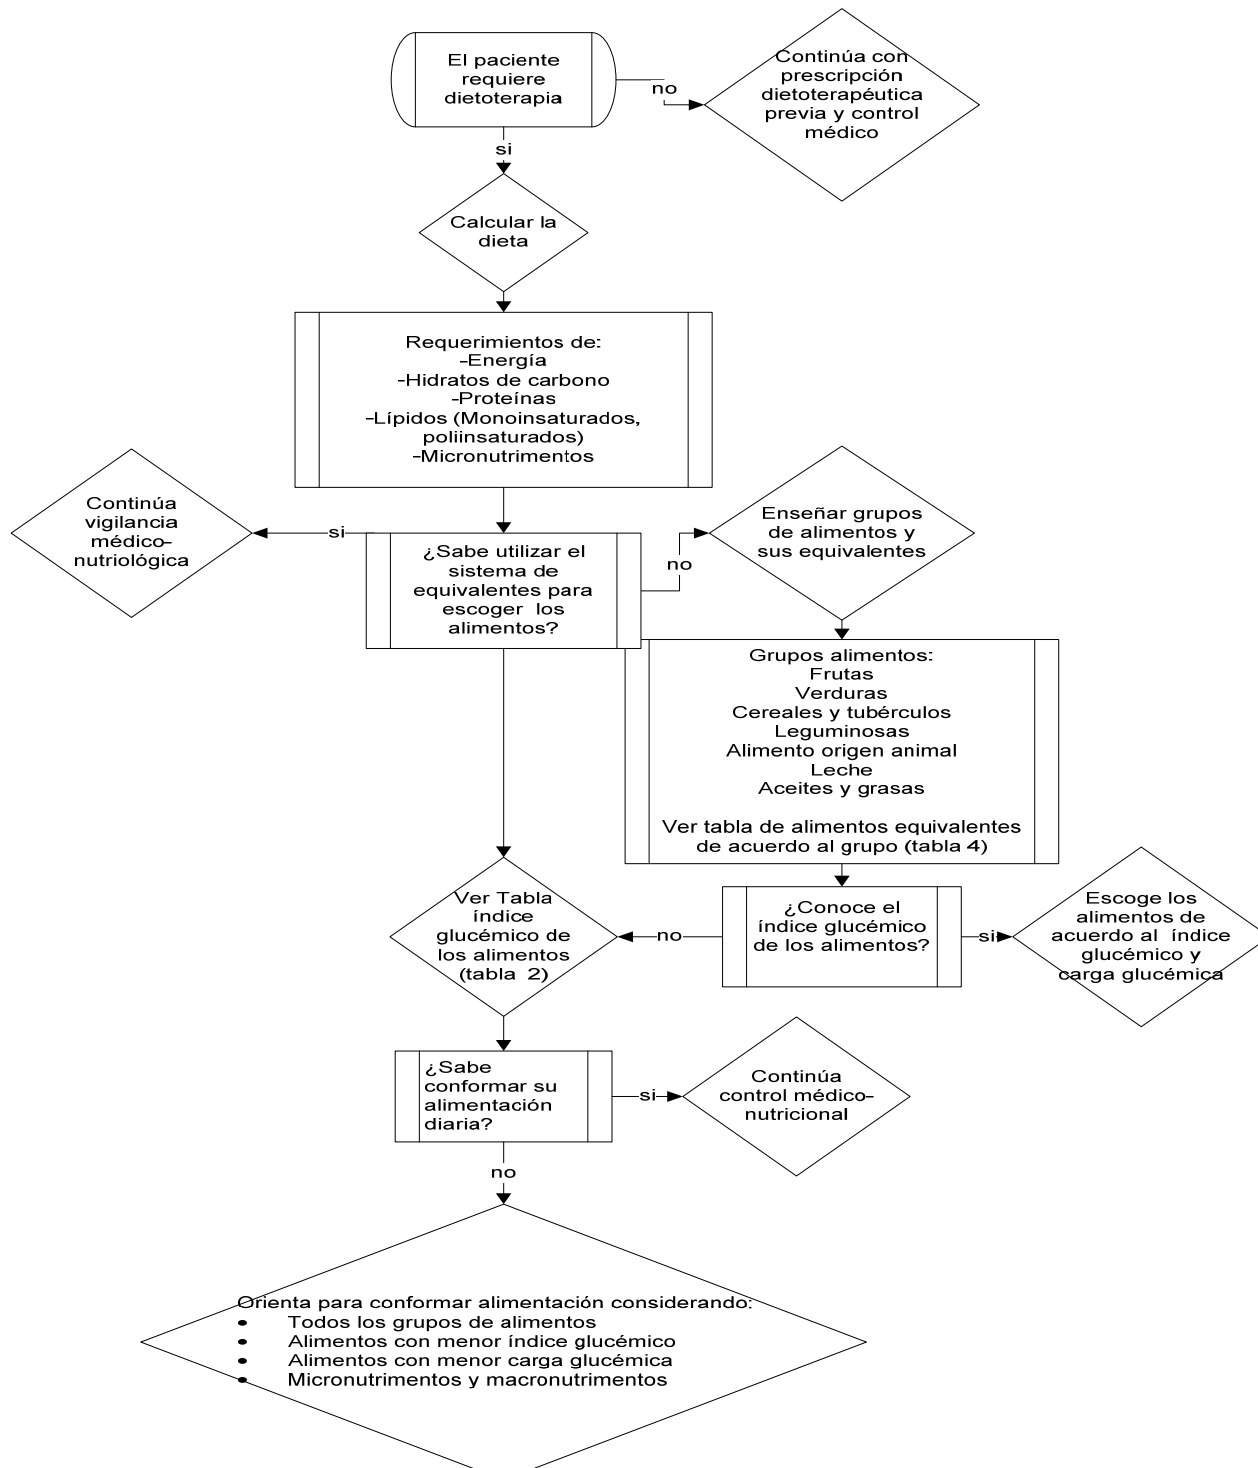 El paciente
requiere
dietoterapia
no
Continúa con
prescripción
dietoterapéutica
previa y control
médico
si
Calcular la
dieta
Requerimientos de:
-Energía
-Hidratos de carbono
-Proteínas
-Lípidos (Monoinsaturados,
poliinsaturados)
-Micronutrimentos
Continúa
vigilancia
médico-
nutriológica
si
¿Sabe utilizar el
sistema de
equivalentes para
escoger los
alimentos?
no
Enseñar grupos
de alimentos y
sus equivalentes
Grupos alimentos:
Frutas
Verduras
Cereales y tubérculos
Leguminosas
Alimento origen animal
Leche
Aceites y grasas
Ver tabla de alimentos equivalentes
de acuerdo al grupo (tabla 4)
Ver Tabla
índice
glucémico de
los alimentos
(tabla 2)
no
¿Conoce el
índice glucémico
de los alimentos?
si
Escoge los
alimentos de
acuerdo al índice
glucémico y
carga glucémica
¿Sabe
conformar su
alimentación
diaria?
si
Continúa
control médico-
nutricional
no
Orienta para conformar alimentación considerando:
• Todos los grupos de alimentos
• Alimentos con menor índice glucémico
• Alimentos con menor carga glucémica
• Micronutrimentos y macronutrimentos